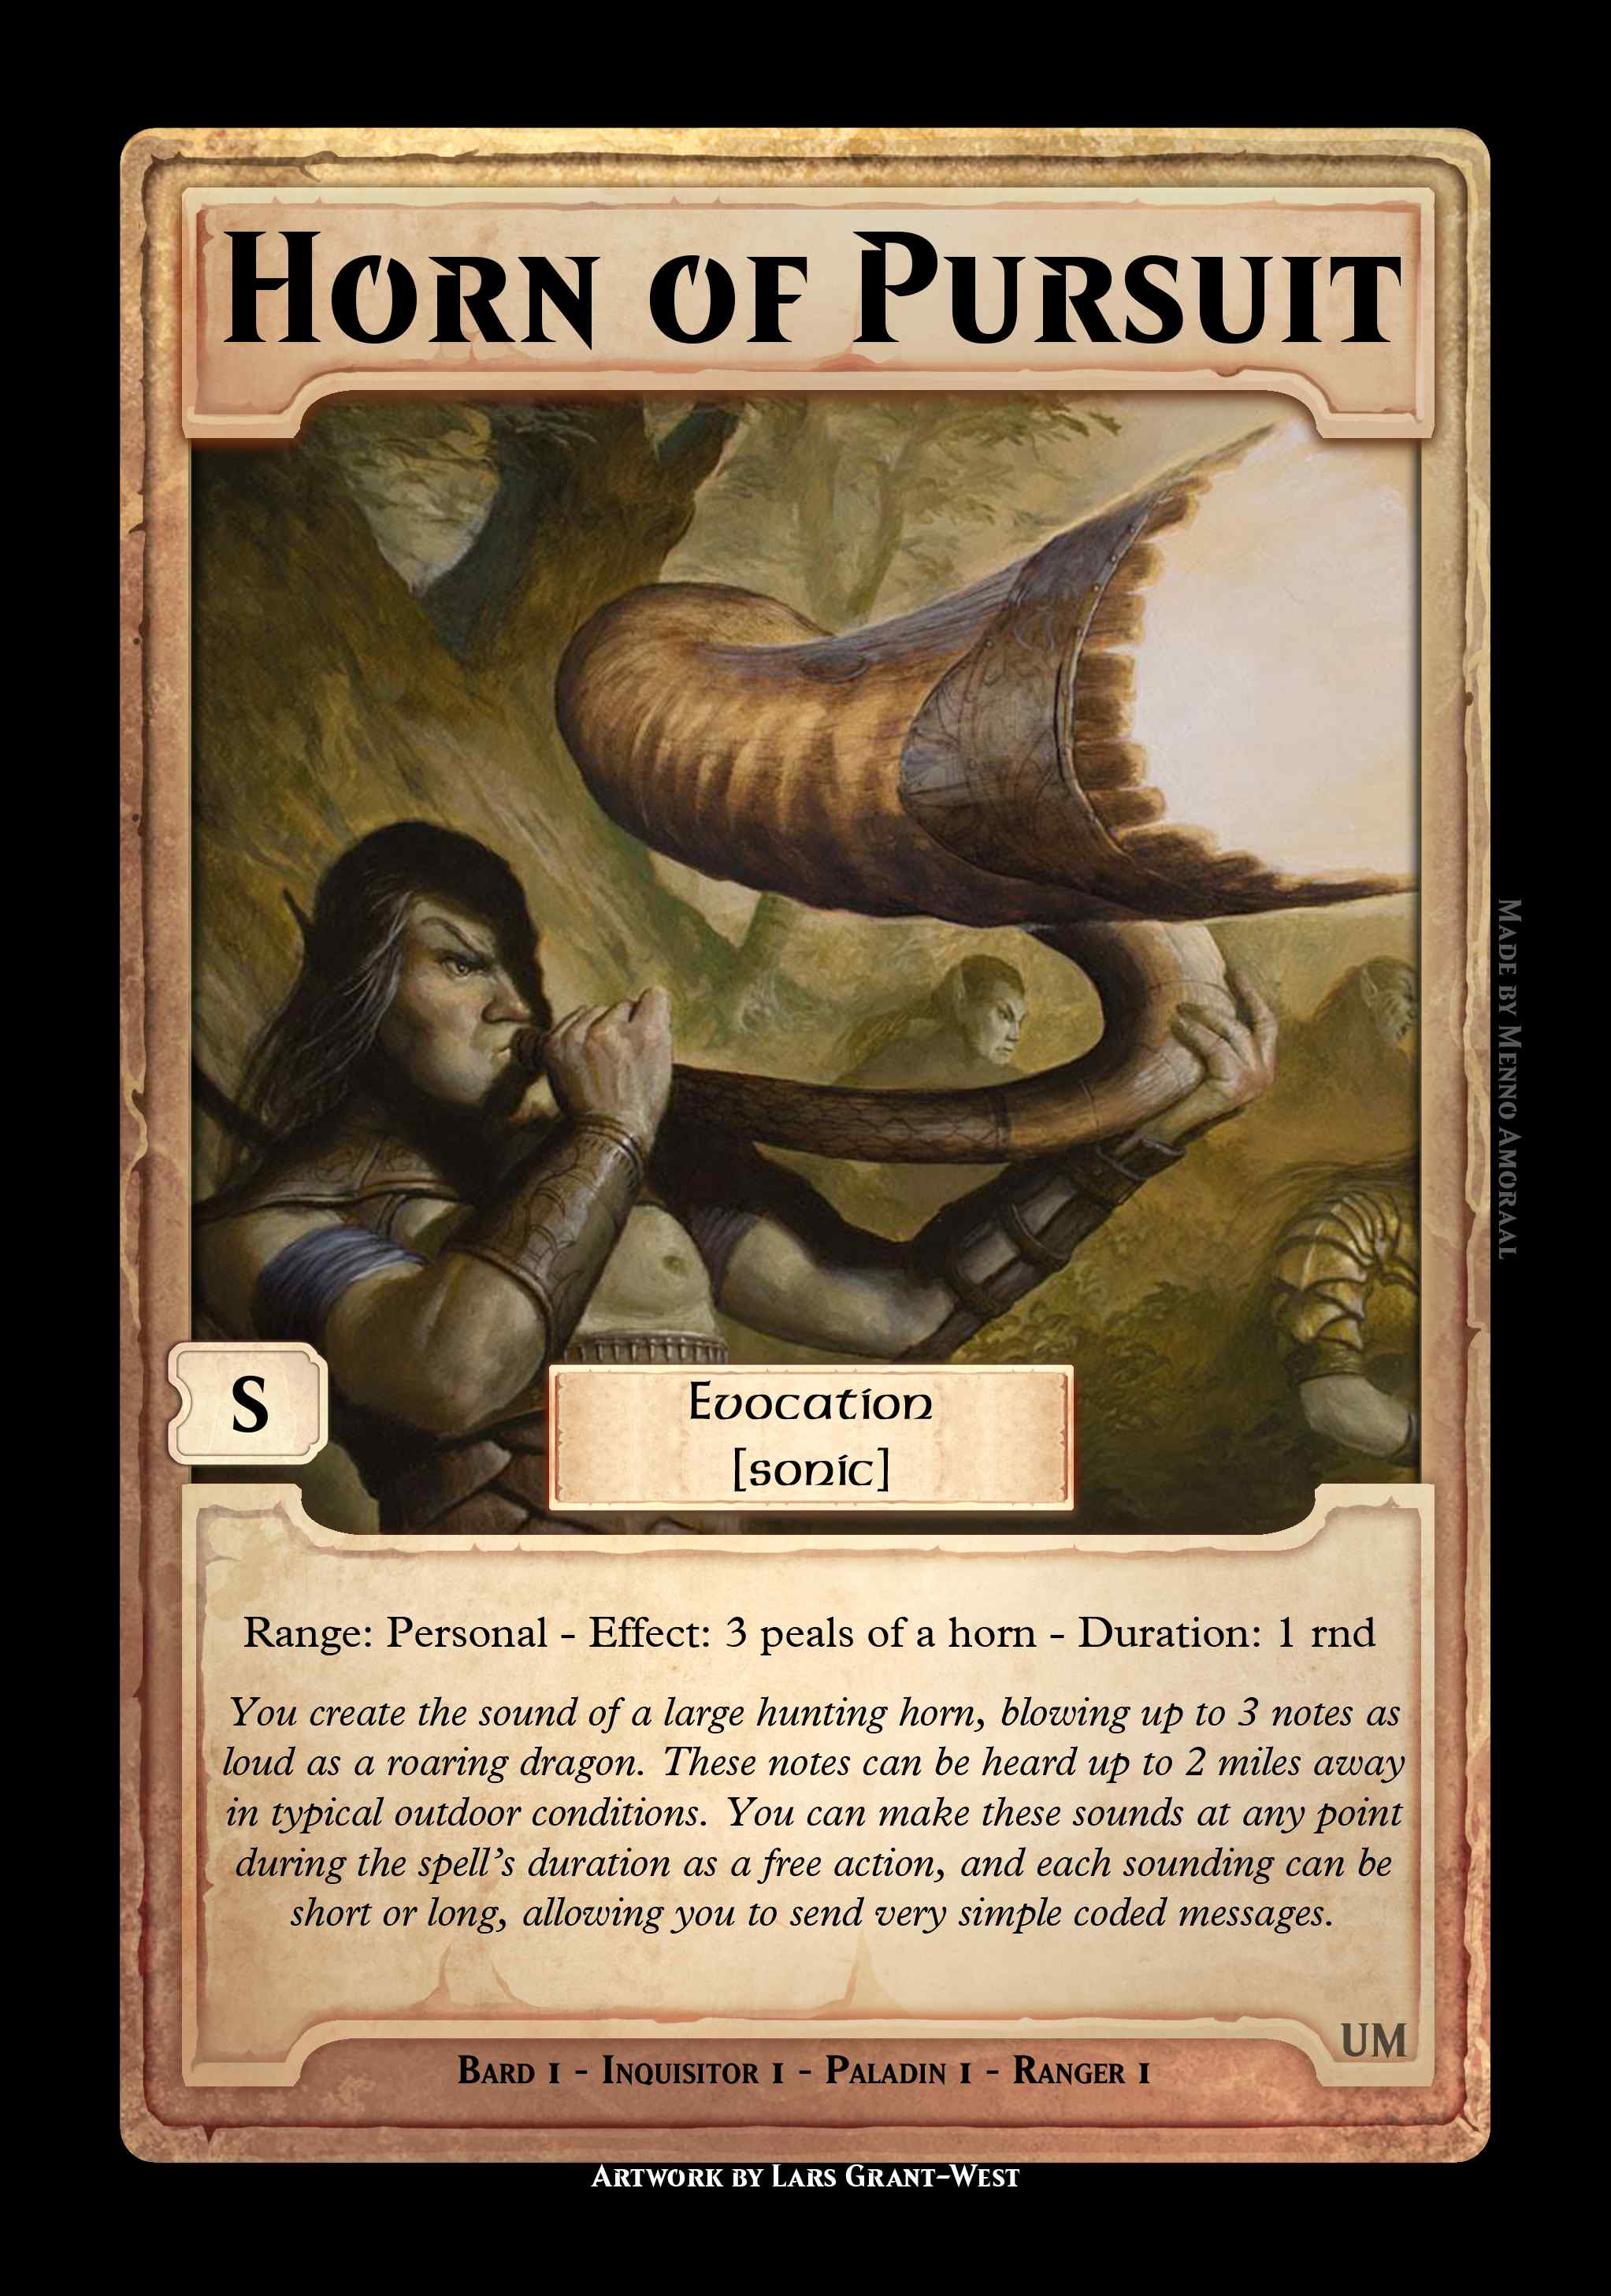 Horn of Pursuit
Made by Menno Amoraal
S
Evocation
[sonic]
Range: Personal - Effect: 3 peals of a horn - Duration: 1 rnd
You create the sound of a large hunting horn, blowing up to 3 notes as
loud as a roaring dragon. These notes can be heard up to 2 miles away
in typical outdoor conditions. You can make these sounds at any point
during the spell's duration as a free action, and each sounding can be
short or long, allowing you to send very simple coded messages.
UM
Bard 1 - Inquisitor 1 - Paladin 1 - Ranger 1
Artwork by Lars Grant-West